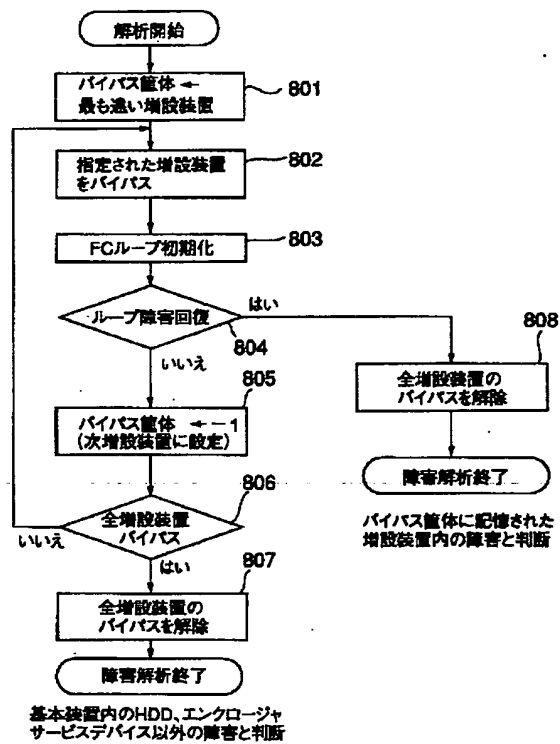 解析開始
バイパス筐体 ←
最も遠い増設装置
801
指定された増設装置
をバイパス
802
FCループ初期化
803
ループ障害回復
804
はい
いいえ
808
全増設装置の
バイパスを解除
障害解析終了
バイパス筐体に記憶された
増設装置内の障害と判断
805
バイパス筐体 ←－1
(次増設装置に設定)
806
全増設装置
バイパス
いいえ
はい
807
全増設装置の
バイパスを解除
障害解析終了
基本装置内のHDD、エンクロージャ
サービスデバイス以外の障害と判断